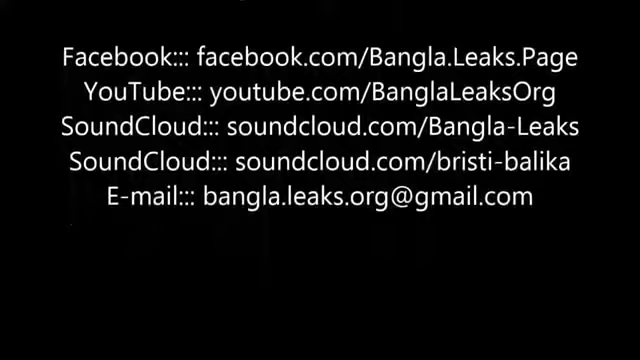 Facebook::: facebook.com/Bangla.Leaks.Page
YouTube::: youtube.com/BanglaLeaksOrg
SoundCloud::: soundcloud.com/Bangla-Leaks
SoundCloud::: soundcloud.com/bristi-balika
E-mail::: bangla.leaks.org@gmail.com